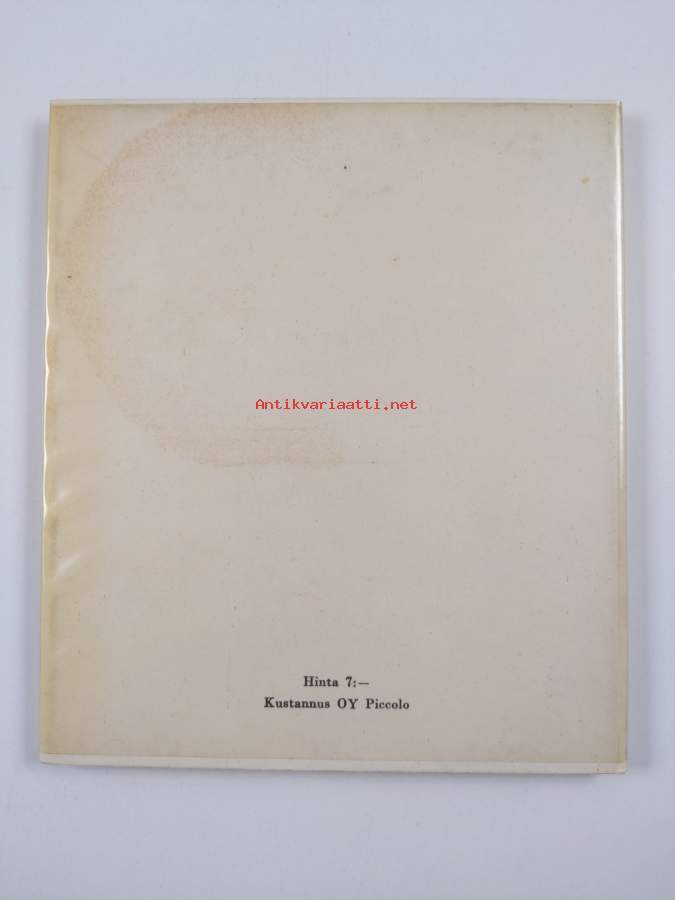 Antikvariaatti.net
Hinta 7:—
Kustannus OY Piccolo